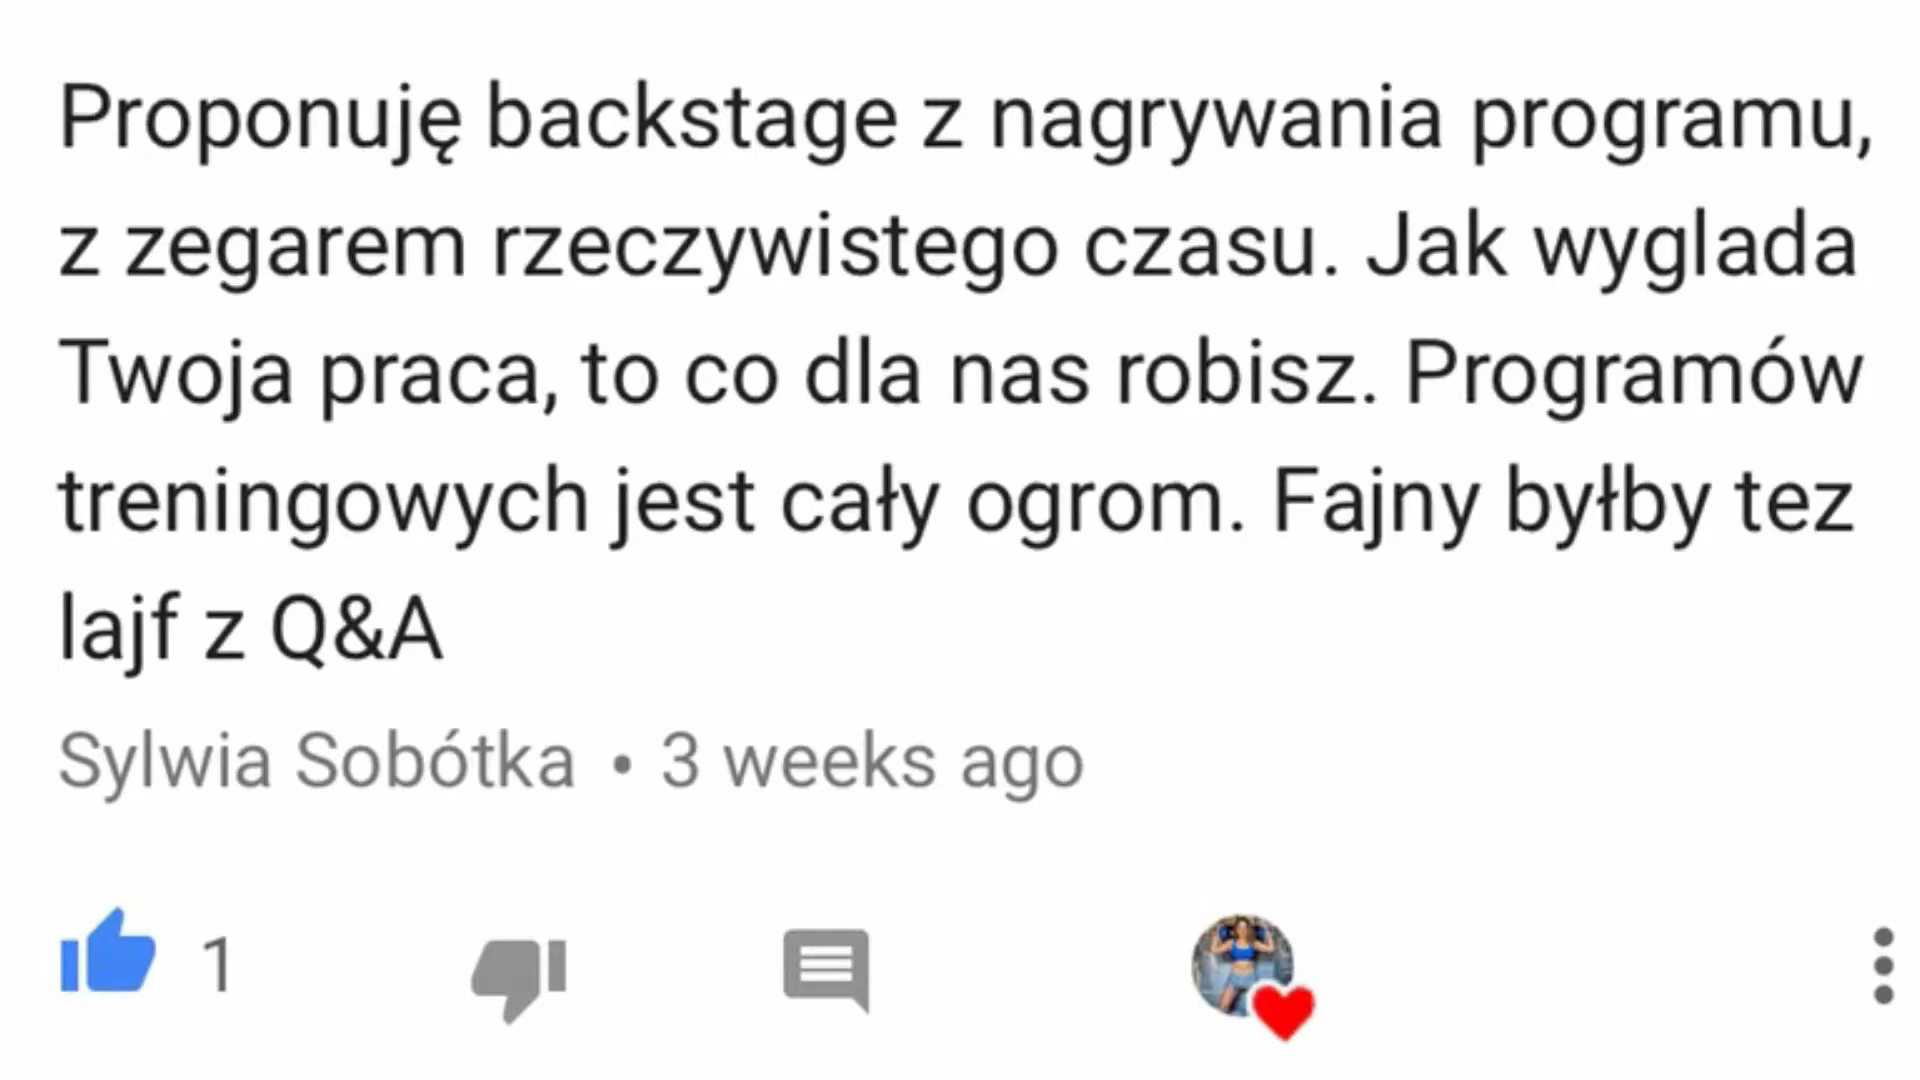 Proponuję backstage z nagrywania programu,
z zegarem rzeczywistego czasu. Jak wyglada
Twoja praca, to co dla nas robisz. Programów
treningowych jest cały ogrom. Fajny byłby tez
lajf z Q&A
Sylwia Sobótka • 3 weeks ago
1